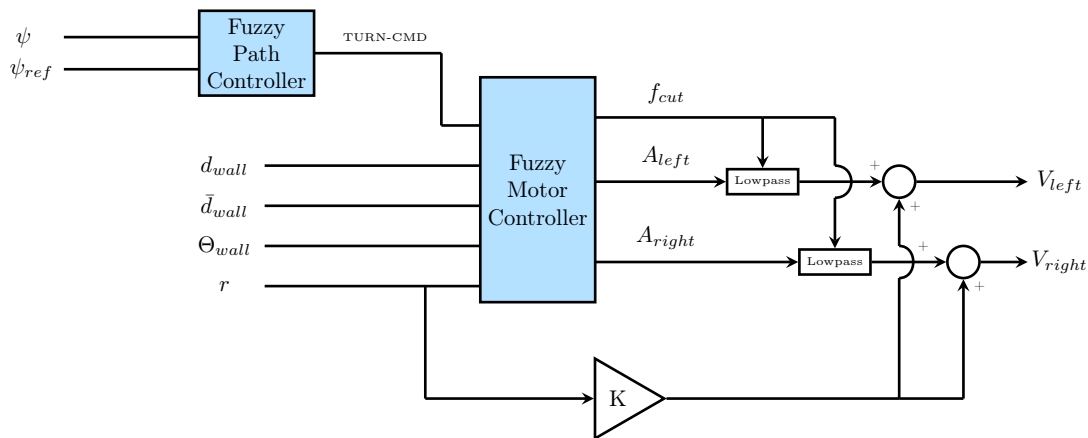 ψ
ψ_ref
Fuzzy
Path
Controller
TURN-CMD
d_wall
d̄_wall
Θ_wall
r
Fuzzy
Motor
Controller
f_cut
A_left
Lowpass
+
+
V_left
A_right
Lowpass
+
+
V_right
K